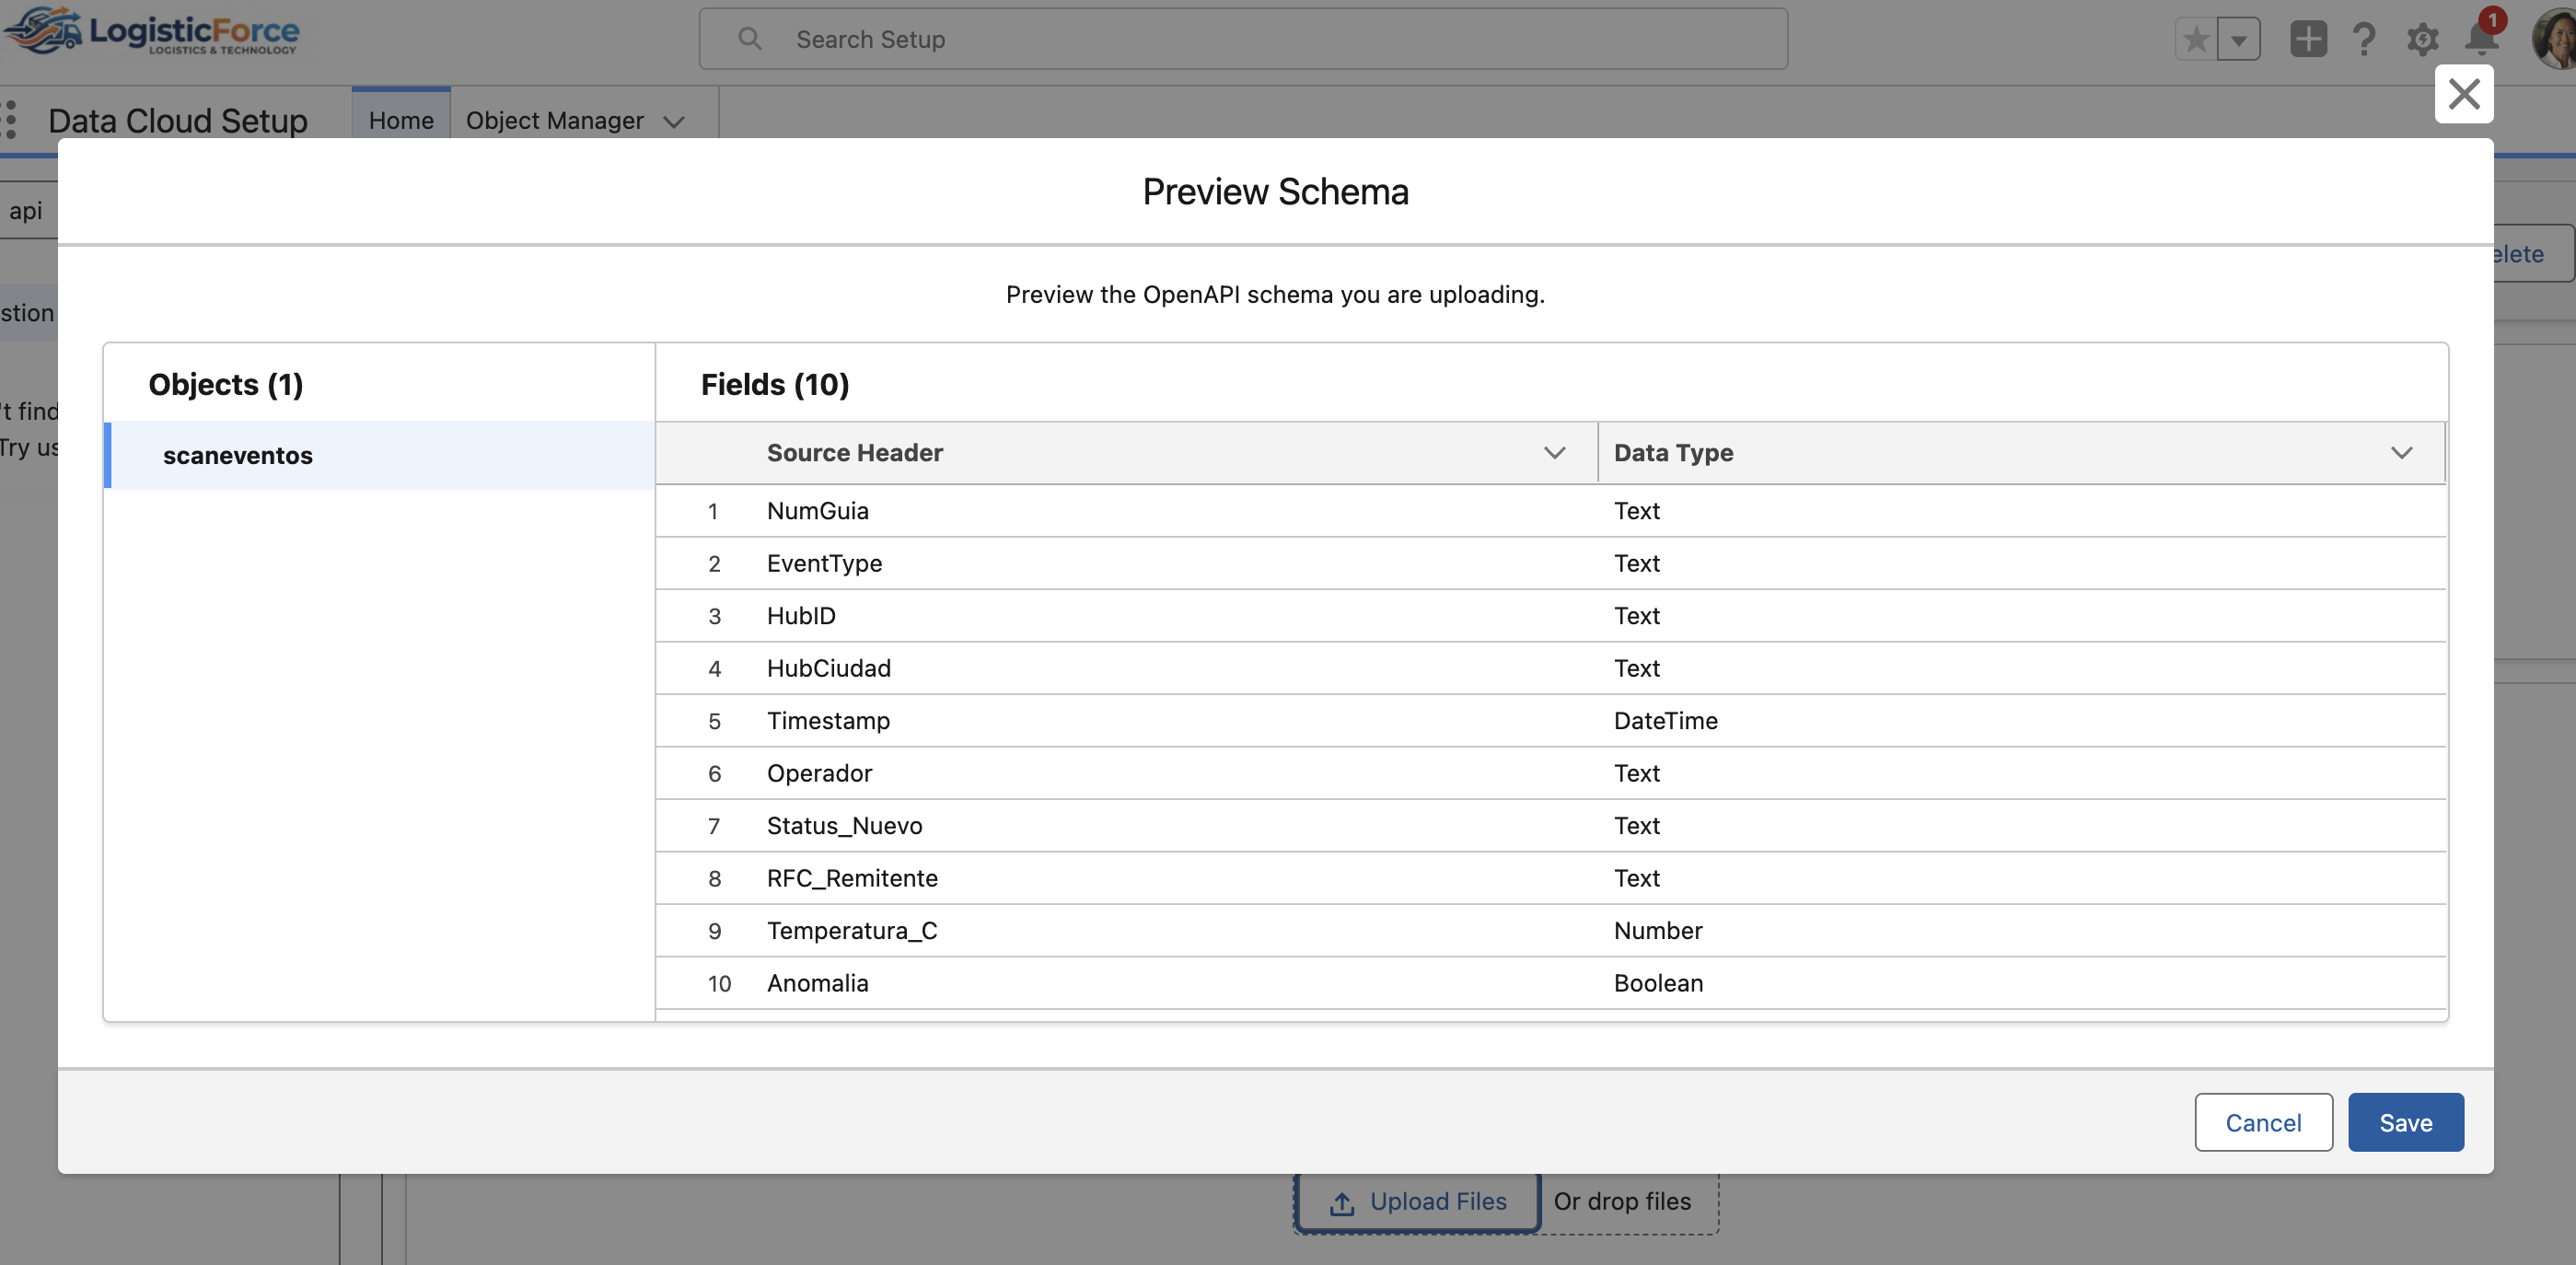 LogisticForce
LOGISTICS & TECHNOLOGY
Search Setup
1
Data Cloud Setup
Home
Object Manager
api
elete
stion
't find
Try us
Preview Schema
Preview the OpenAPI schema you are uploading.
Objects (1)
scaneventos
Fields (10)
Source Header Data Type
1 NumGuia Text
2 EventType Text
3 HubID Text
4 HubCiudad Text
5 Timestamp DateTime
6 Operador Text
7 Status_Nuevo Text
8 RFC_Remitente Text
9 Temperatura_C Number
10 Anomalia Boolean
Cancel
Save
Upload Files
Or drop files